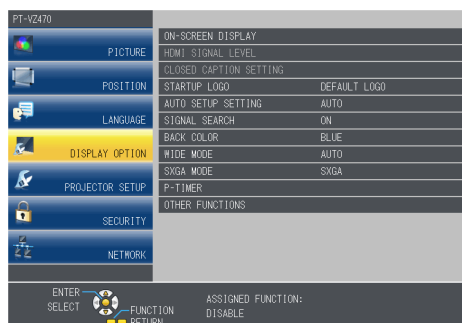 PT-VZ470
PICTURE
POSITION
LANGUAGE
DISPLAY OPTION
PROJECTOR SETUP
SECURITY
NETWORK
ON-SCREEN DISPLAY
HDMI SIGNAL LEVEL
CLOSED CAPTION SETTING
STARTUP LOGO DEFAULT LOGO
AUTO SETUP SETTING AUTO
SIGNAL SEARCH ON
BACK COLOR BLUE
WIDE MODE AUTO
SXGA MODE SXGA
P-TIMER
OTHER FUNCTIONS
ENTER
SELECT
FUNCTION
RETURN
ASSIGNED FUNCTION:
DISABLE